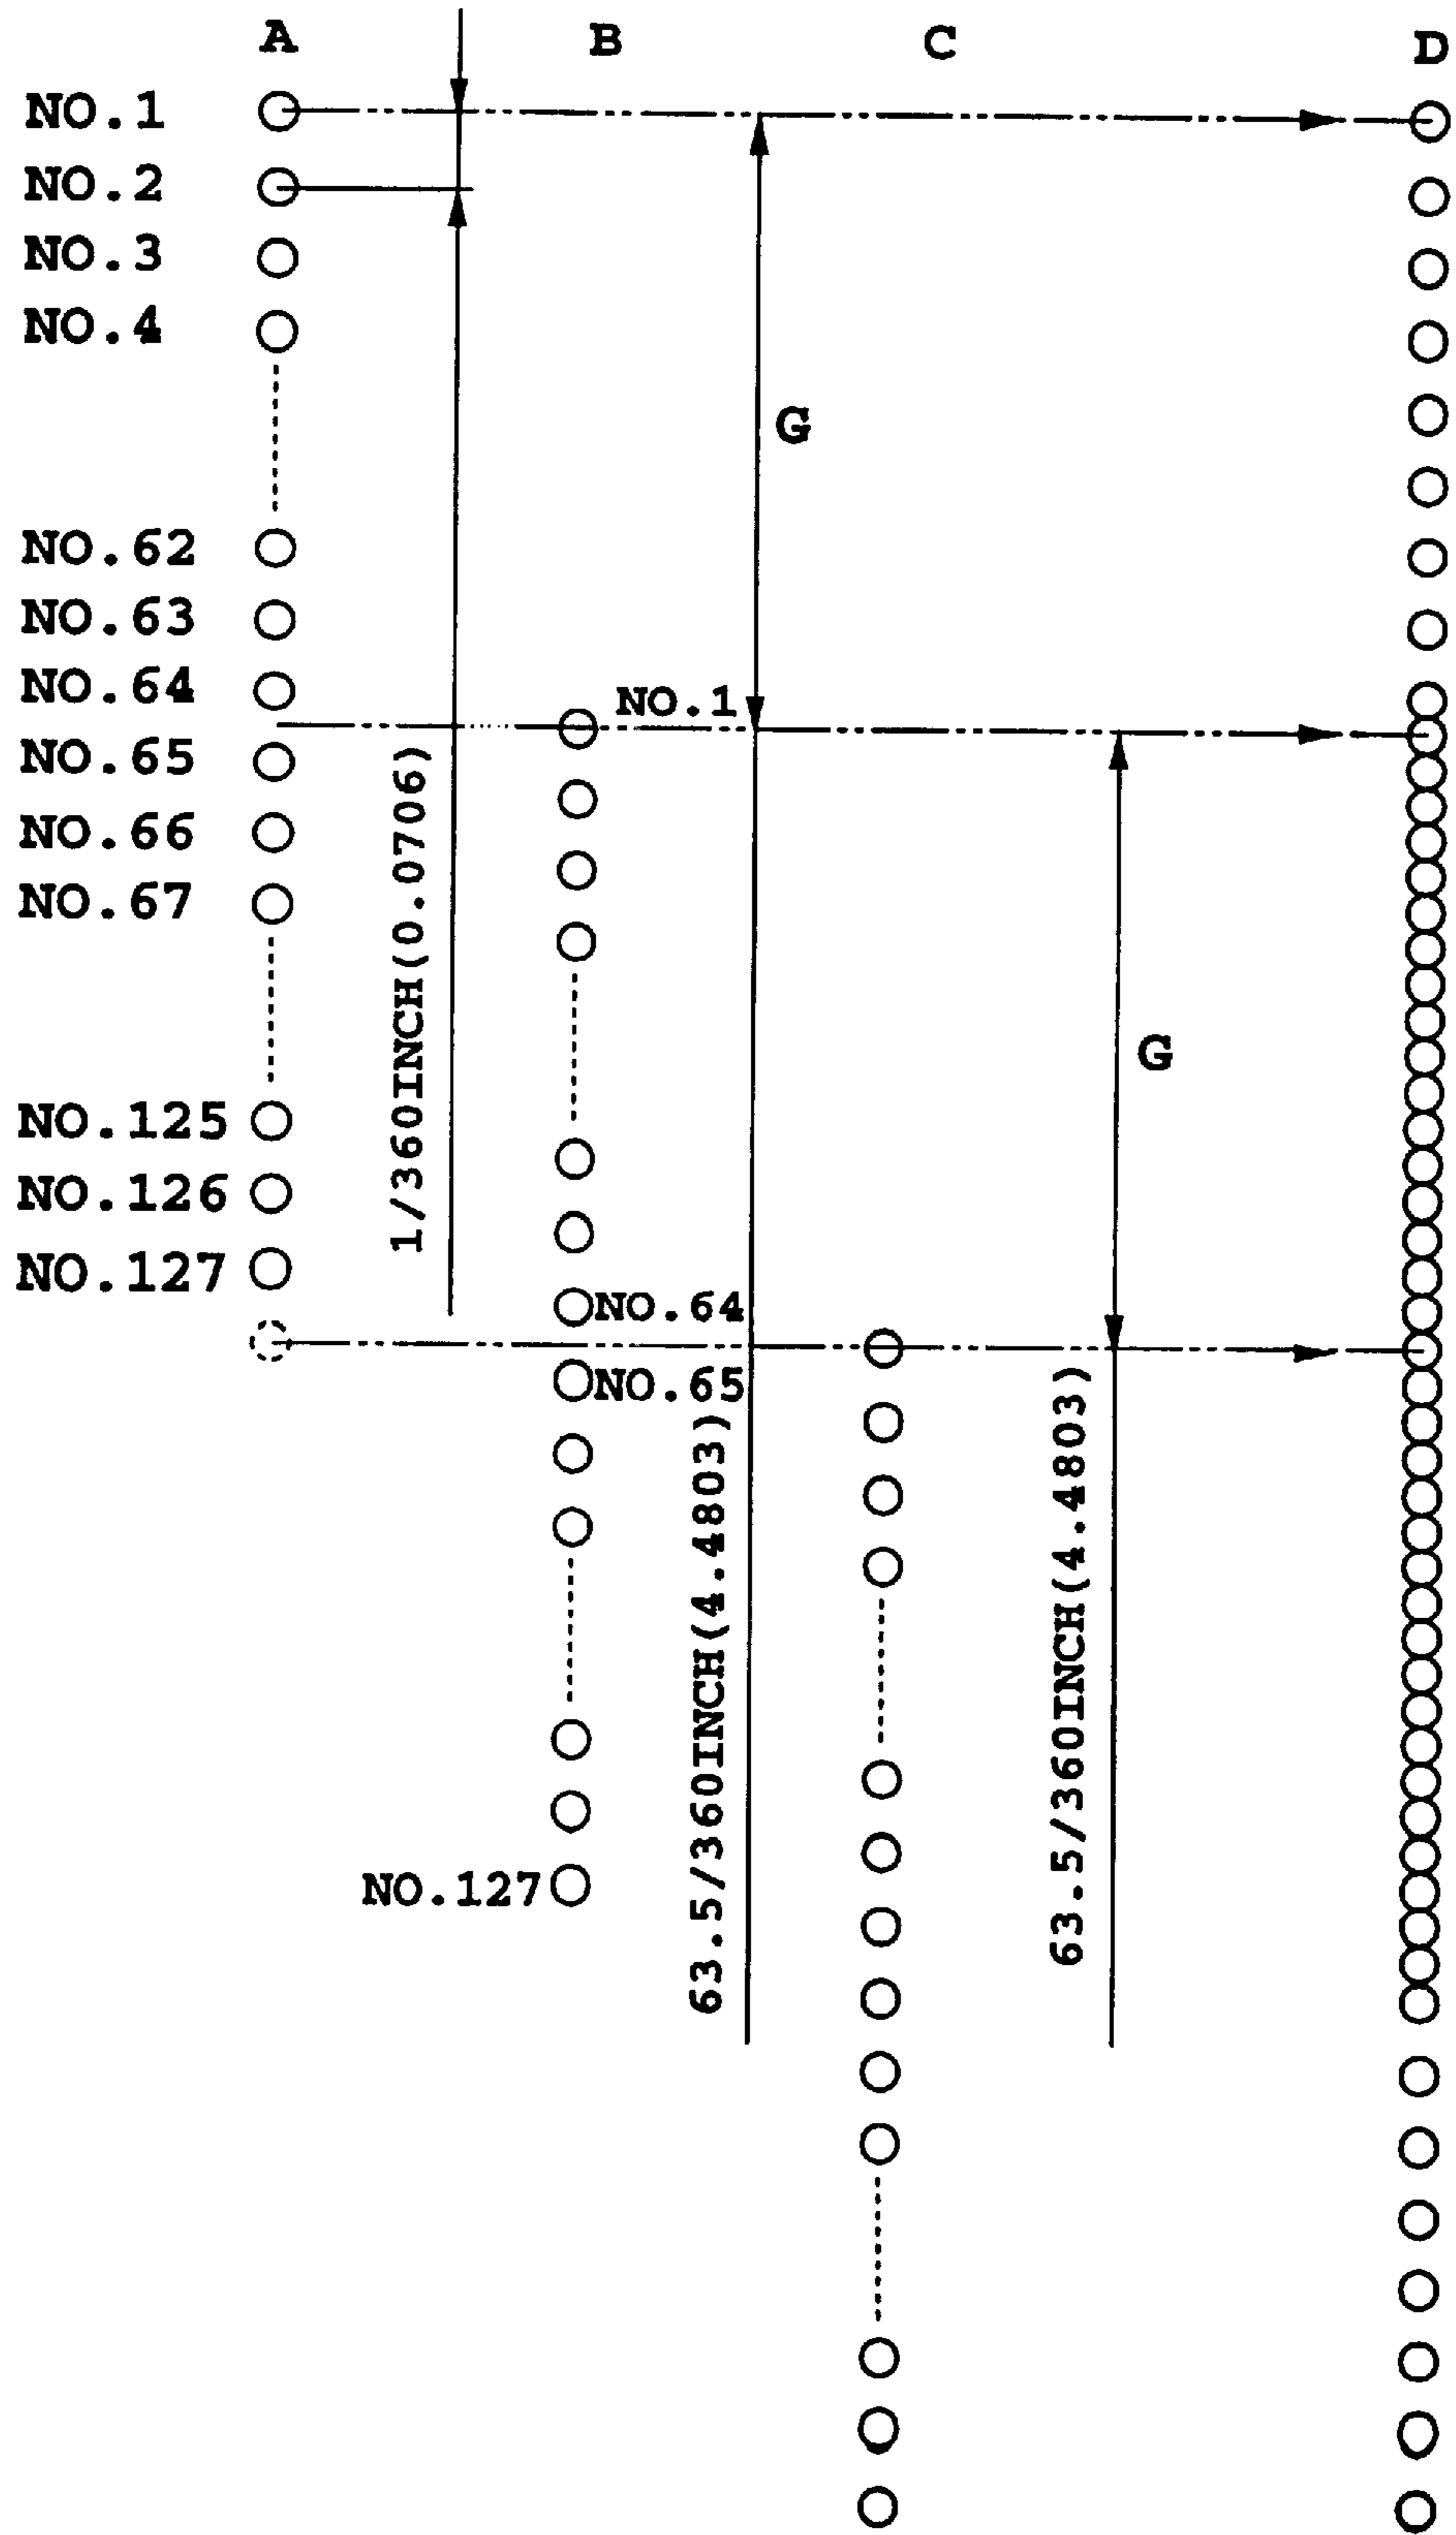 A B C D
NO.1
NO.2
NO.3
NO.4
G
NO.62
NO.63
NO.64
NO.1
NO.65
NO.66
NO.67
1/360INCH(0.0706)
G
NO.125
NO.126
NO.127
NO.64
NO.65
63.5/360INCH(4.4803)
63.5/360INCH(4.4803)
NO.127